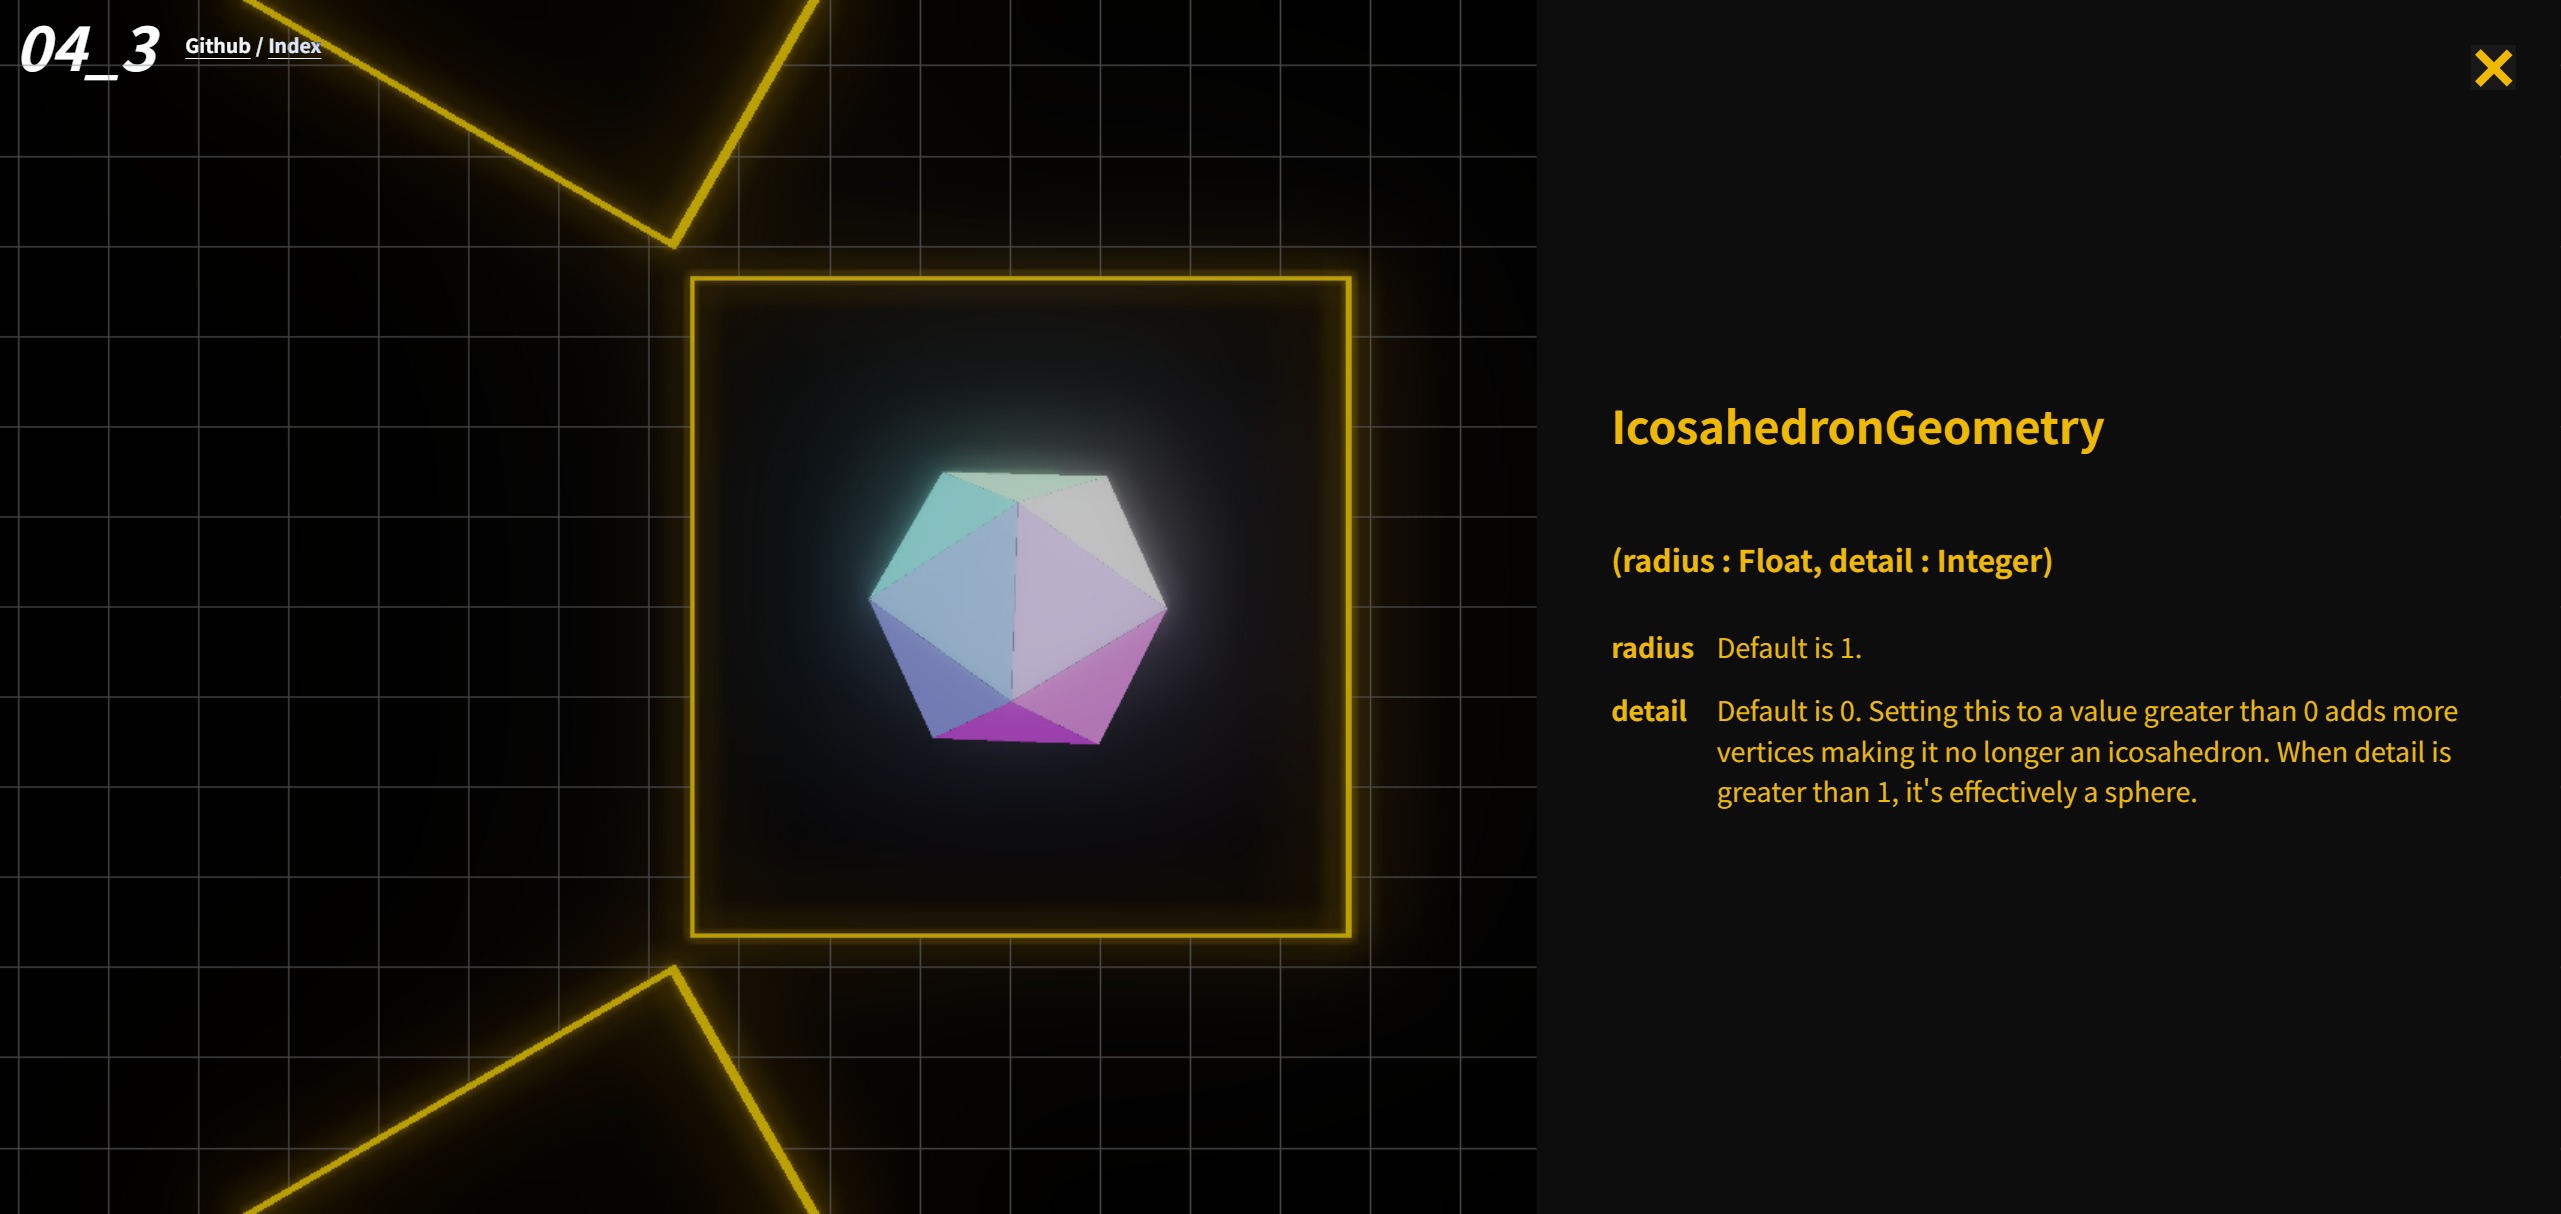 04_3 Github / Index
IcosahedronGeometry
(radius : Float, detail : Integer)
radius Default is 1.
detail Default is 0. Setting this to a value greater than 0 adds more
vertices making it no longer an icosahedron. When detail is
greater than 1, it's effectively a sphere.